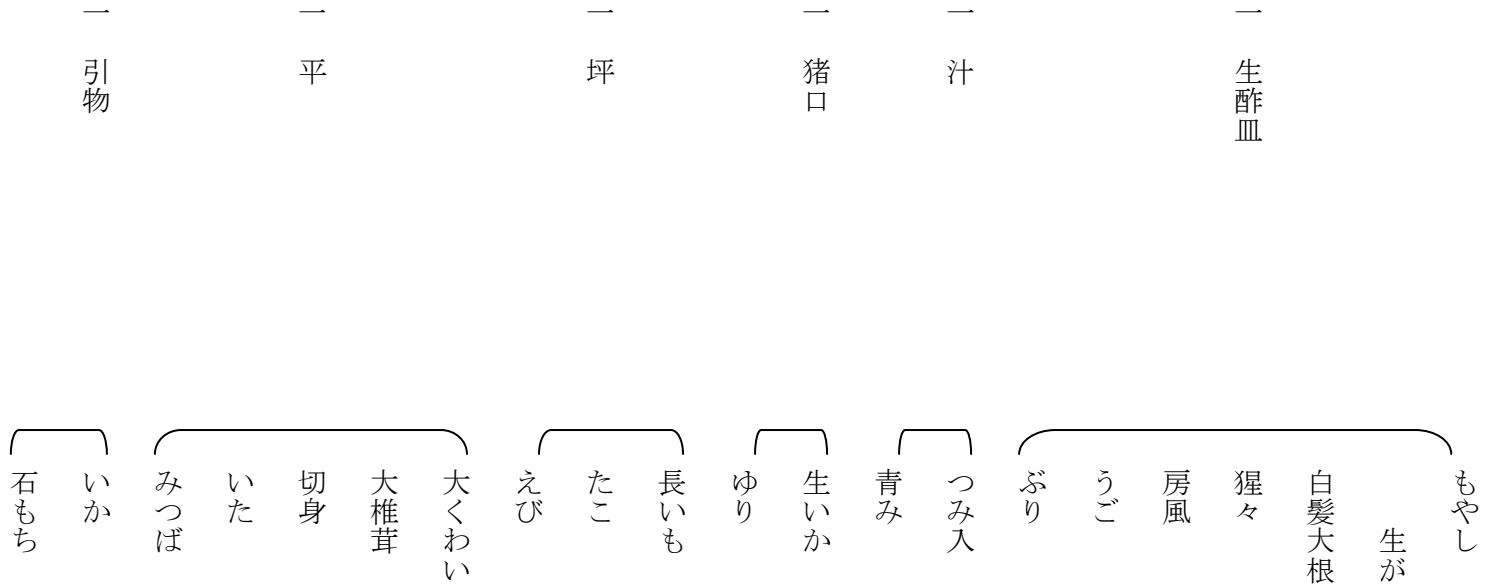 一　生酢皿
もやし
生が
白髪大根
猩々
房風
うご
ぶり
一　汁
つみ入
青み
一　猪口
生いか
ゆり
一　坪
長いも
たこ
えび
一　平
大くわい
大椎茸
切身
いた
みつば
一　引物
いか
石もち